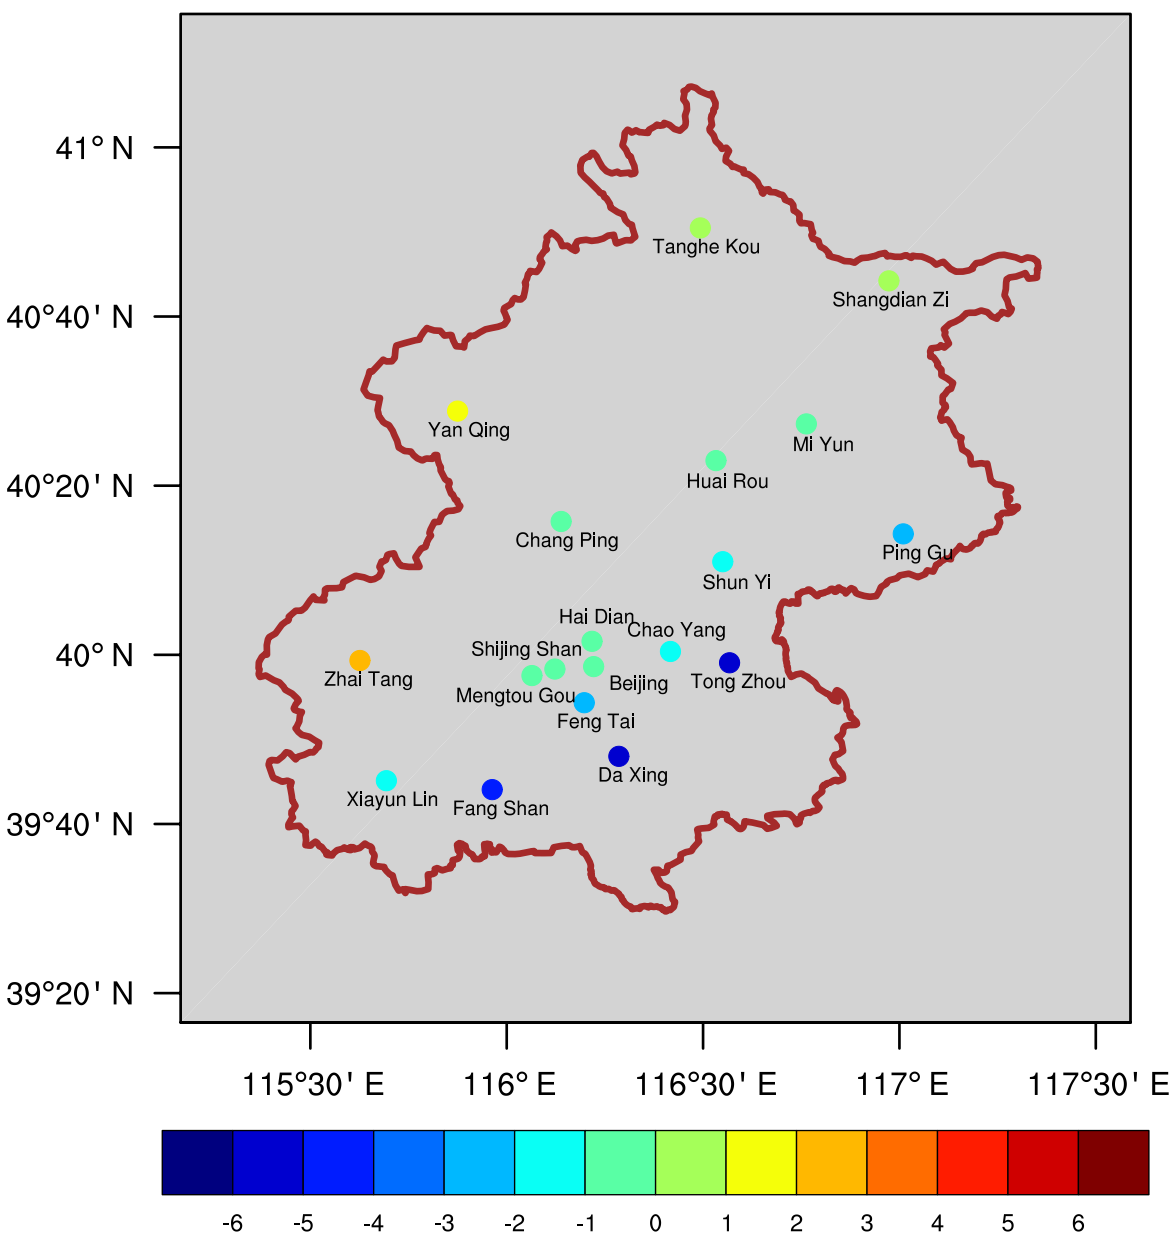 41° N
Tanghe Kou
Shangdian Zi
40°40' N
Yan Qing
Mi Yun
Huai Rou
40°20' N
Chang Ping
Ping Gu
Shun Yi
Hai Dian
Chao Yang
Shijing Shan
40° N
Zhai Tang
Beijing
Tong Zhou
Mengtou Gou
Feng Tai
Da Xing
Xiayun Lin
Fang Shan
39°40' N
39°20' N
115°30' E 116° E 116°30' E 117° E 117°30' E
-6 -5 -4 -3 -2 -1 0 1 2 3 4 5 6